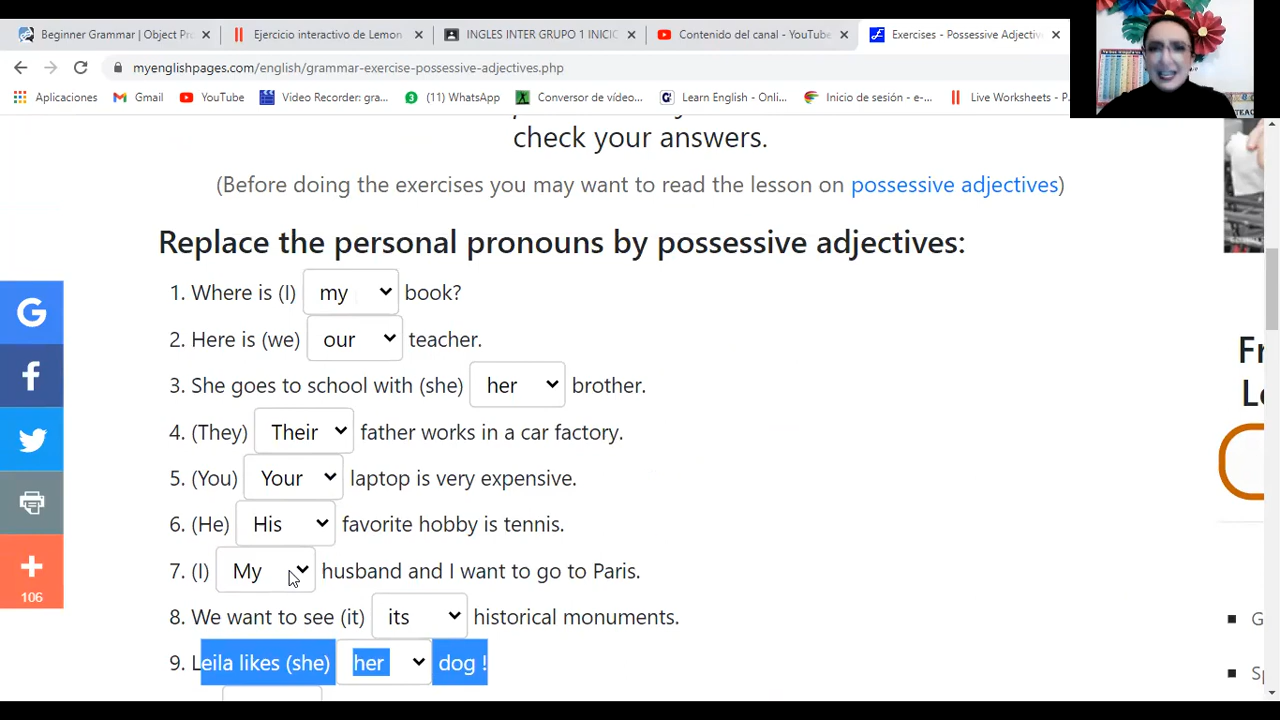 Beginner Grammar | Object Pro
Ejercicio interactivo de Lemon
INGLES INTER GRUPO 1 INICI
Contenido del canal - YouTube
Exercises - Possessive Adjectiv
myenglishpages.com/english/grammar-exercise-possessive-adjectives.php
Aplicaciones
Gmail
YouTube
Video Recorder: gra...
3
(11) WhatsApp
Conversor de vídeo...
Learn English - Onli...
Inicio de sesión - e-...
Live Worksheets - P.
check your answers.
(Before doing the exercises you may want to read the lesson on possessive adjectives)
Replace the personal pronouns by possessive adjectives:
1. Where is (I) my book?
2. Here is (we) our teacher.
3. She goes to school with (she) her brother.
4. (They) Their father works in a car factory.
5. (You) Your laptop is very expensive.
6. (He) His favorite hobby is tennis.
7. (I) My husband and I want to go to Paris.
8. We want to see (it) its historical monuments.
9. Leila likes (she) her dog !
G
f
106
Fr
Le
G
Sp